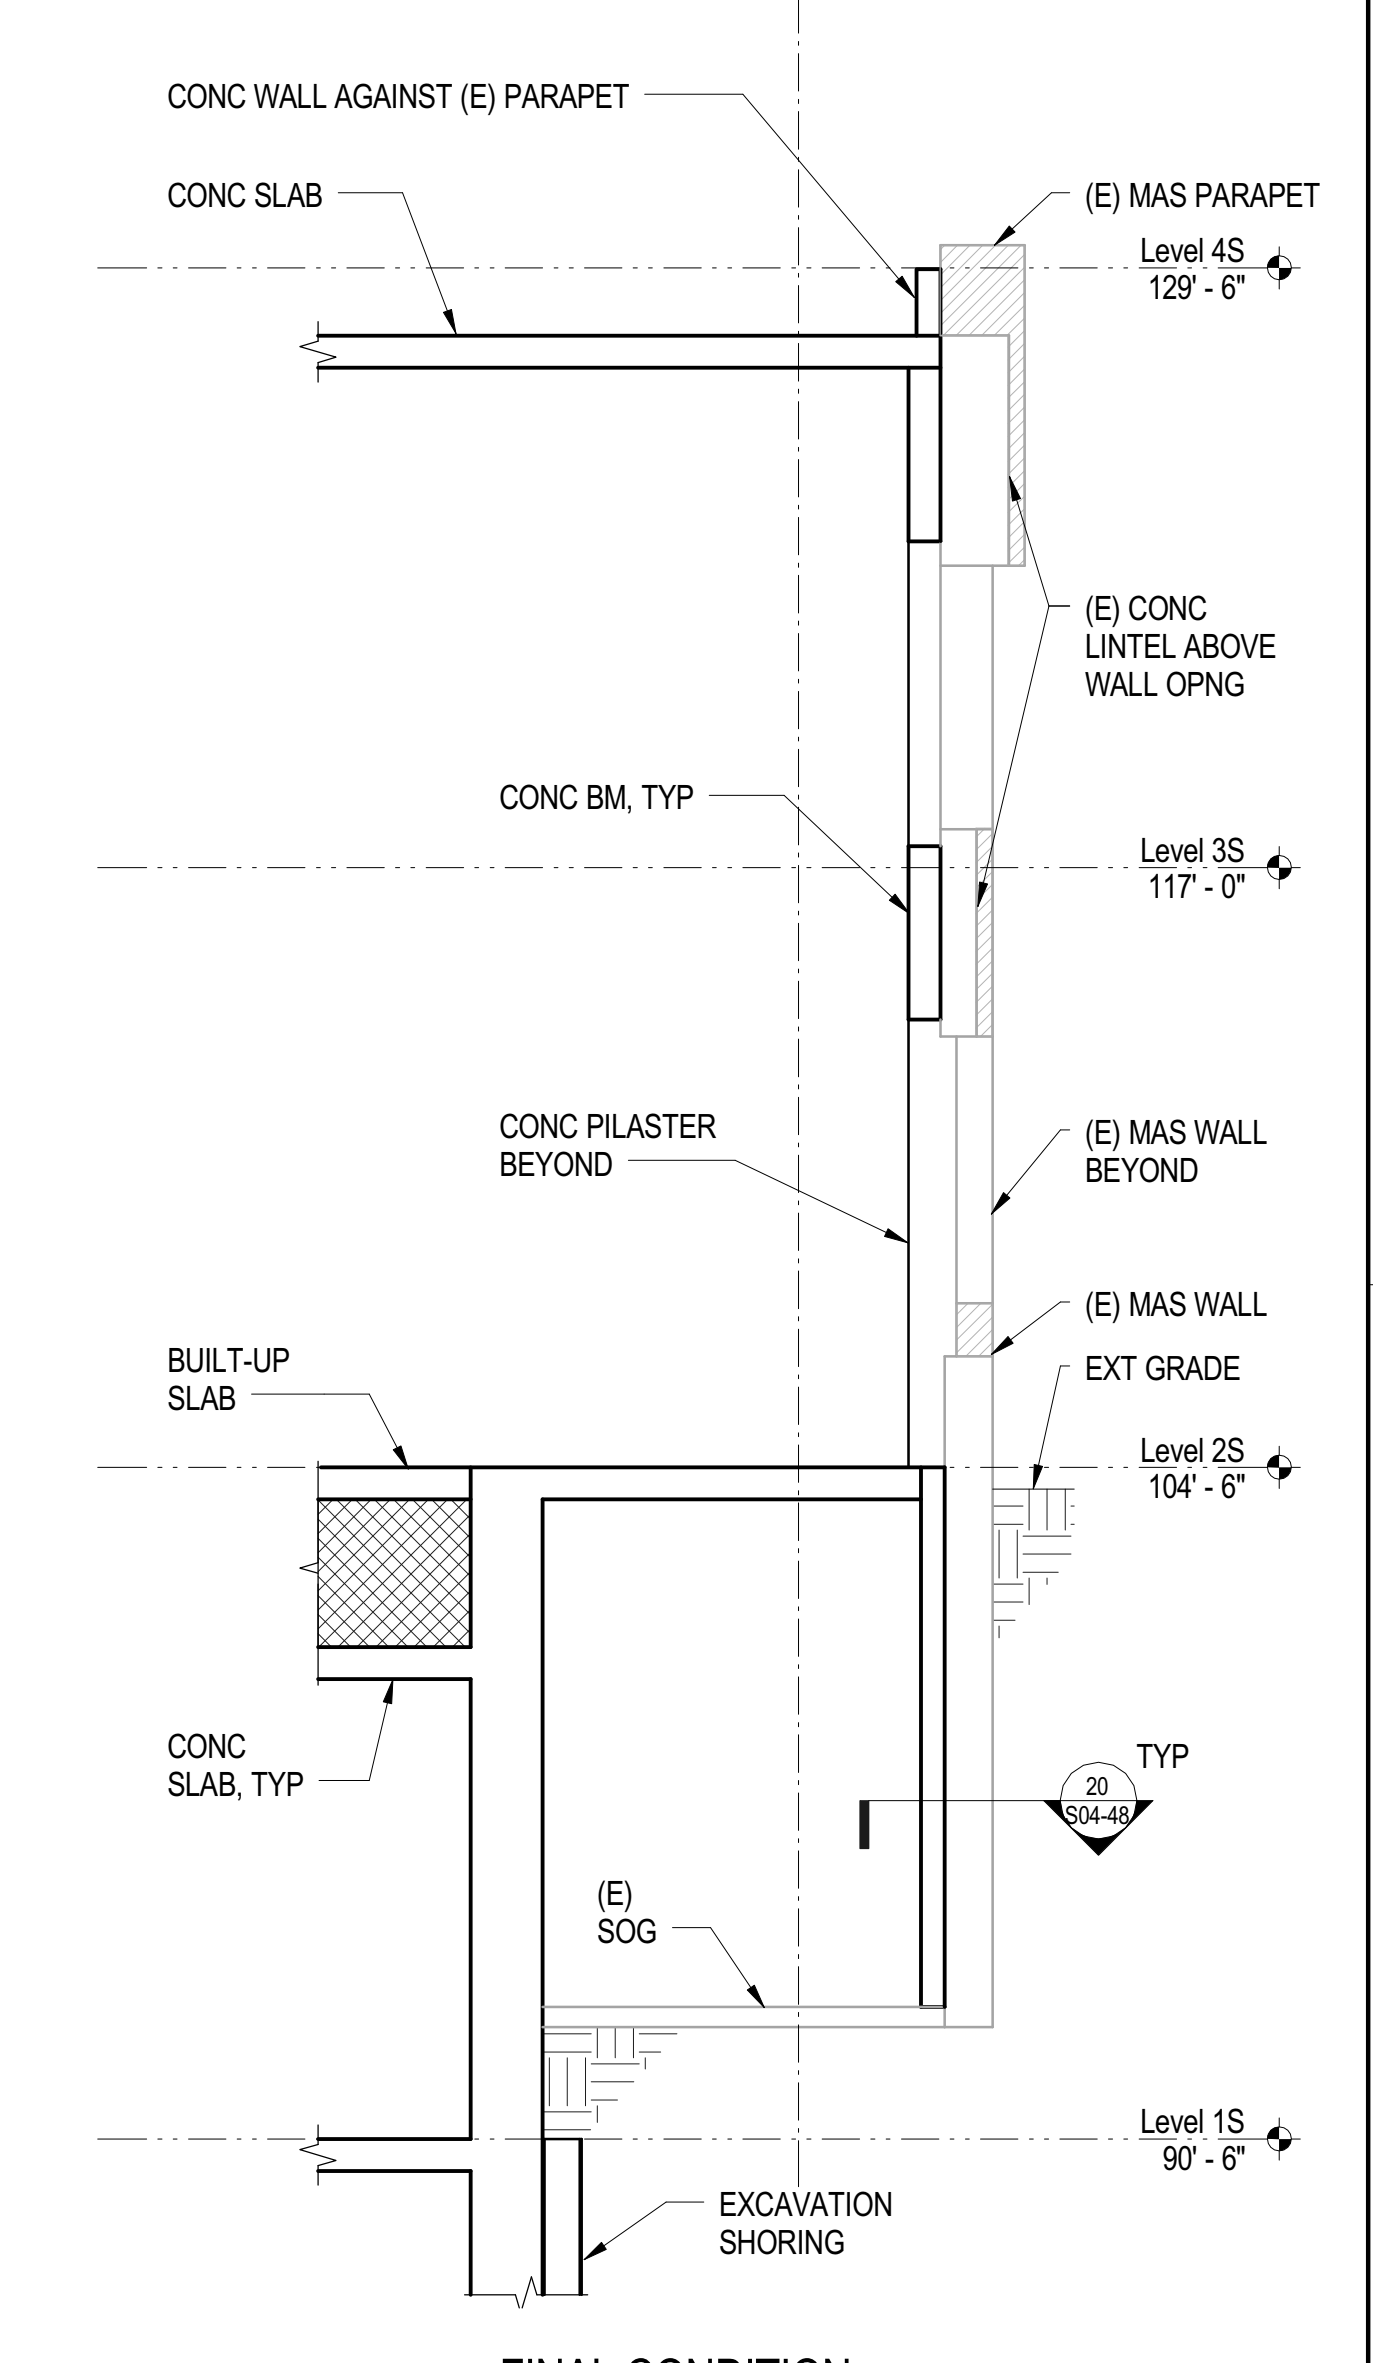 CONC WALL AGAINST (E) PARAPET
CONC SLAB
(E) MAS PARAPET
Level 4S
129' - 6"
(E) CONC
LINTEL ABOVE
WALL OPNG
CONC BM, TYP
Level 3S
117' - 0"
CONC PILASTER
BEYOND
(E) MAS WALL
BEYOND
(E) MAS WALL
BUILT-UP
SLAB
EXT GRADE
Level 2S
104' - 6"
CONC
SLAB, TYP
TYP
20
S04-48
(E)
SOG
Level 1S
90' - 6"
EXCAVATION
SHORING
FINAL CONDITION